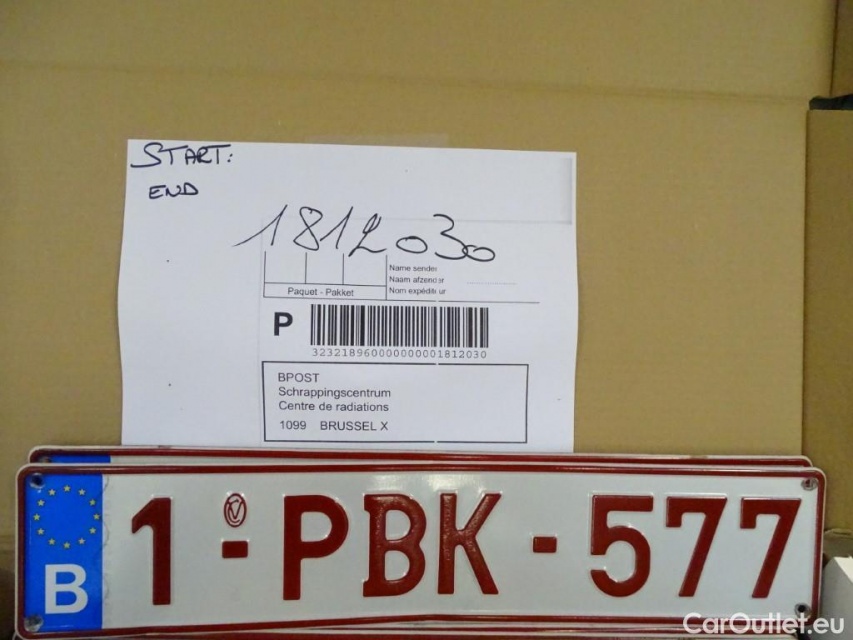 START:
END
1812030
Name sender
Naam afzender
Nom expéditeur
Paquet - Pakket
P
323218960000000001812030
BPOST
Schrappingscentrum
Centre de radiations
1099 BRUSSEL X
B 1-PBK-577
CarOutlet.eu